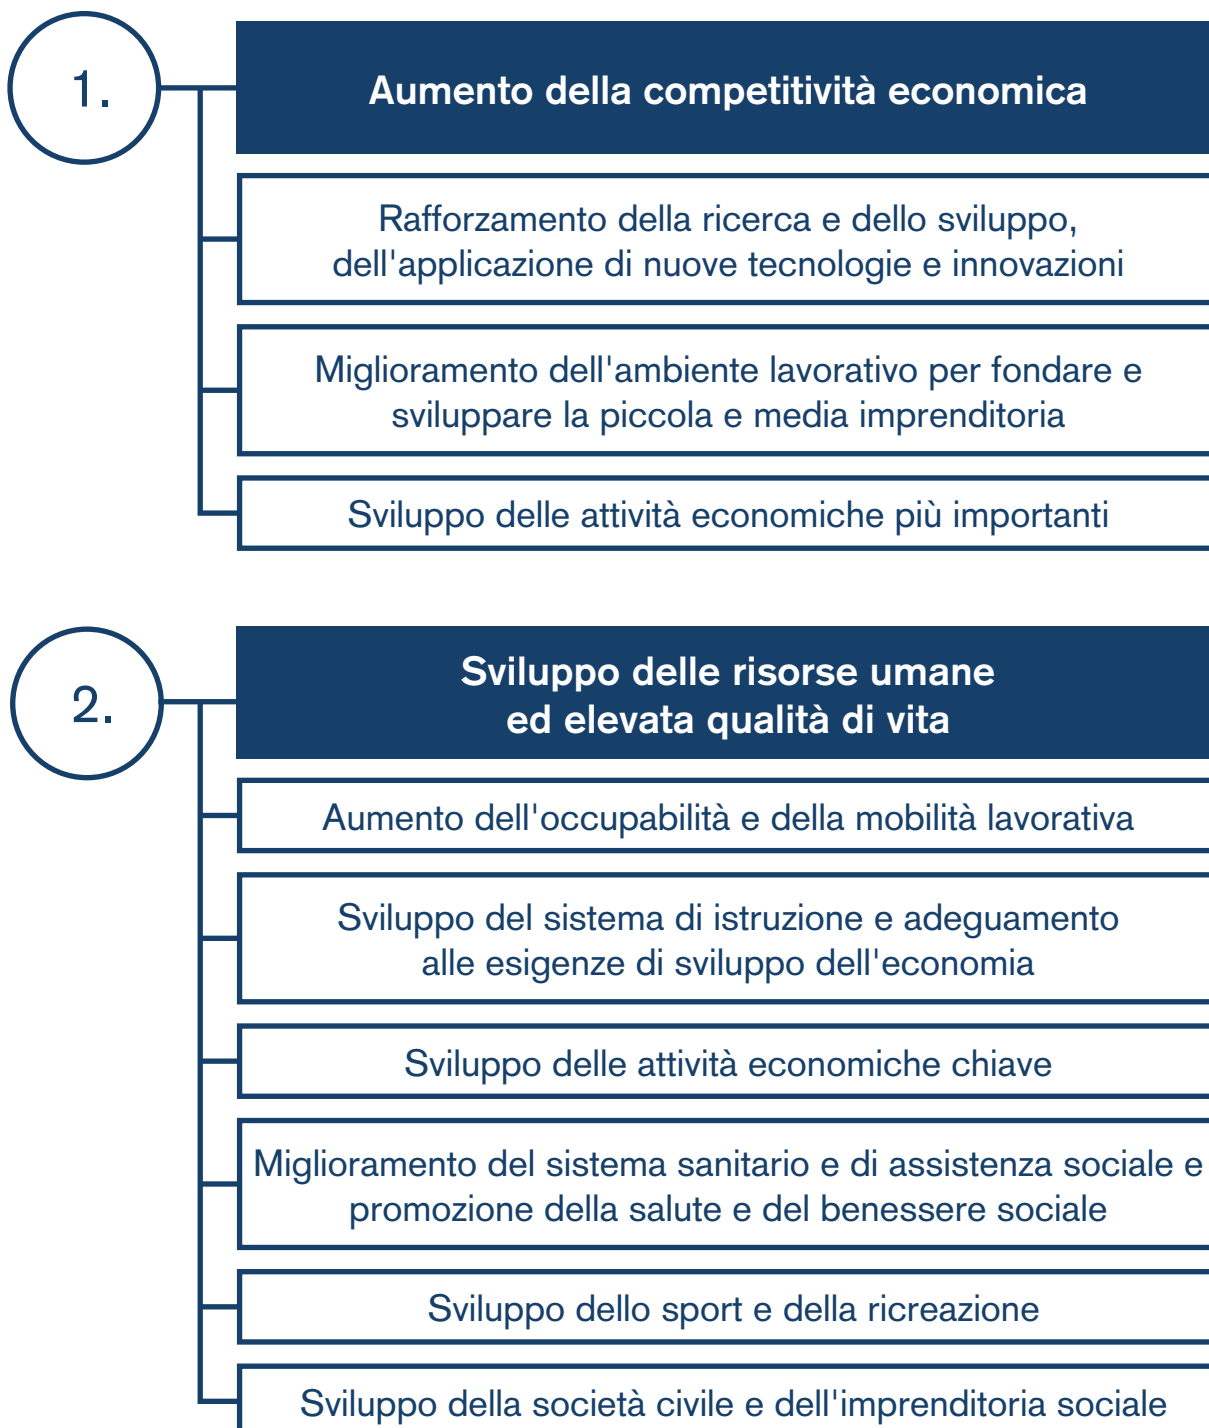 1.
Aumento della competitività economica
Rafforzamento della ricerca e dello sviluppo,
dell'applicazione di nuove tecnologie e innovazioni
Miglioramento dell'ambiente lavorativo per fondare e
sviluppare la piccola e media imprenditoria
Sviluppo delle attività economiche più importanti
2.
Sviluppo delle risorse umane
ed elevata qualità di vita
Aumento dell'occupabilità e della mobilità lavorativa
Sviluppo del sistema di istruzione e adeguamento
alle esigenze di sviluppo dell'economia
Sviluppo delle attività economiche chiave
Miglioramento del sistema sanitario e di assistenza sociale e
promozione della salute e del benessere sociale
Sviluppo dello sport e della ricreazione
Sviluppo della società civile e dell'imprenditoria sociale